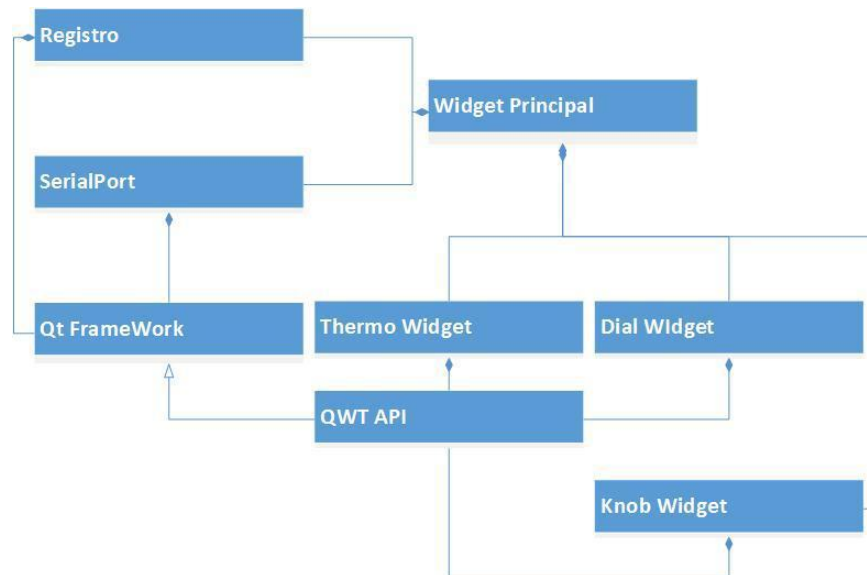 Registro
Widget Principal
SerialPort
Qt FrameWork
Thermo Widget
Dial WIdget
QWT API
Knob Widget